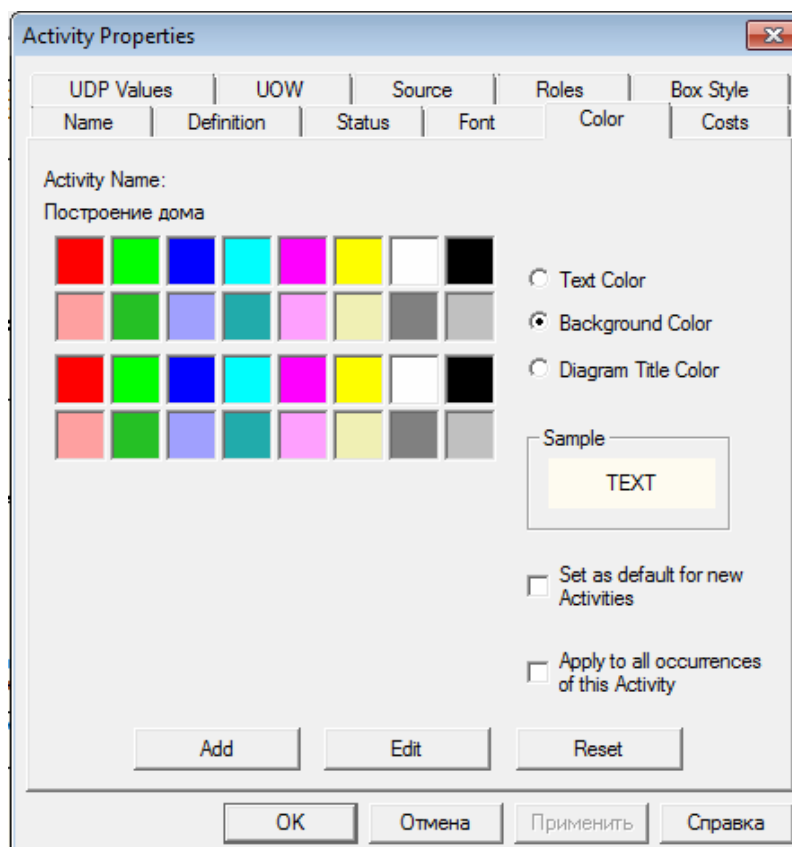 Activity Properties
UDP Values UOW Source Roles Box Style
Name Definition Status Font Color Costs
Activity Name:
Построение дома
Text Color
Background Color
Diagram Title Color
Sample
TEXT
Set as default for new
Activities
Apply to all occurrences
of this Activity
Add Edit Reset
OK Отмена Применить Справка